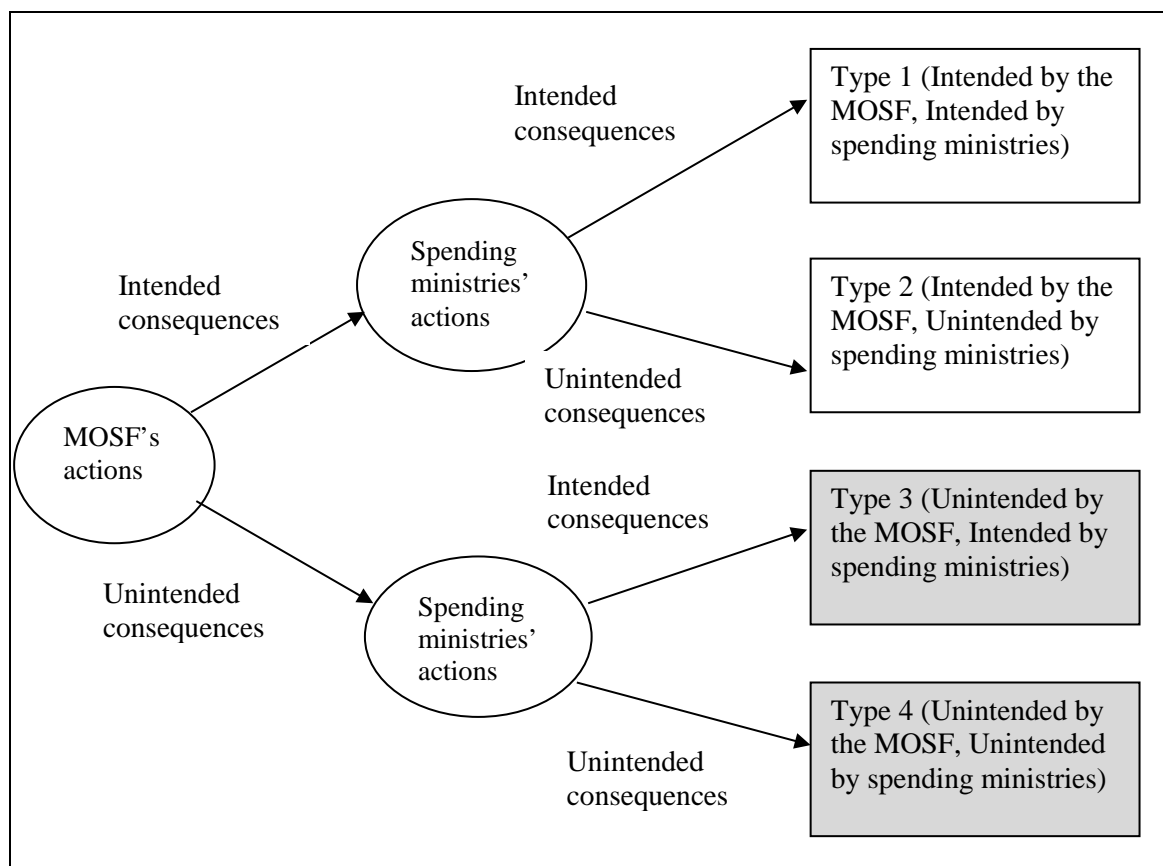 Intended
consequences
Type 1 (Intended by the
MOSF, Intended by
spending ministries)
Spending
ministries’
actions
Intended
consequences
Type 2 (Intended by the
MOSF, Unintended by
spending ministries)
Unintended
consequences
MOSF’s
actions
Intended
consequences
Type 3 (Unintended by
the MOSF, Intended by
spending ministries)
Unintended
consequences
Spending
ministries’
actions
Type 4 (Unintended by
the MOSF, Unintended
by spending ministries)
Unintended
consequences